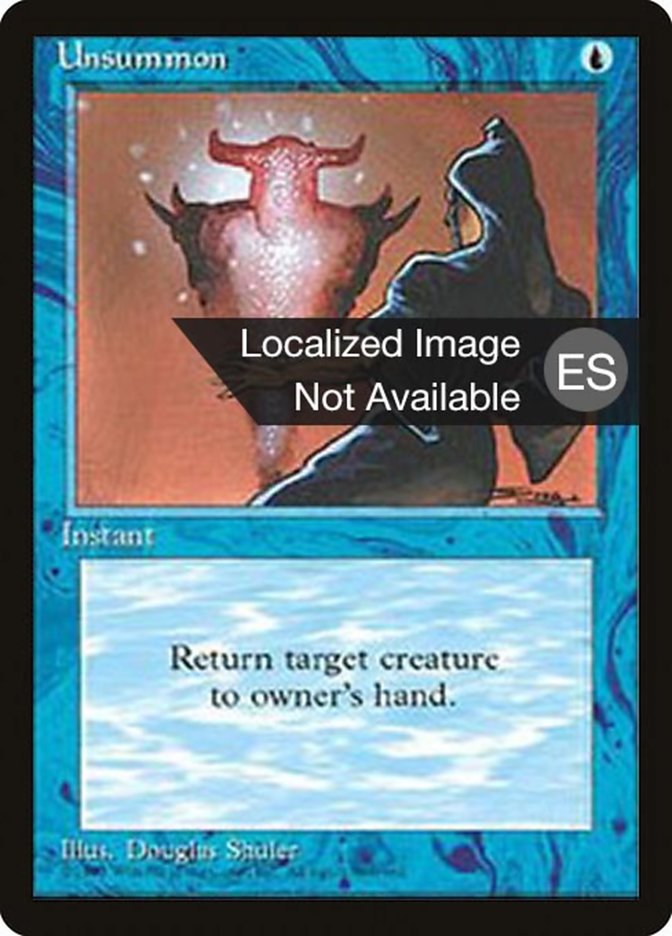 Unsummon
Localized Image
Not Available
ES
Instant
Return target creature
to owner's hand.
Illus. Douglas Shuler